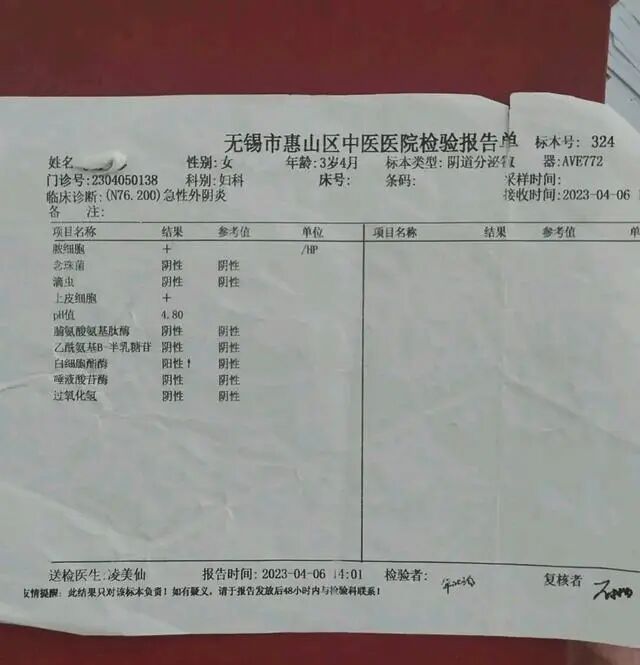 无锡市惠山区中医医院检验报告单 标本号: 324
姓名 性别: 女 年龄: 3岁4月 标本类型: 阴道分泌 器: AVE772
门诊号: 2304050138 科别: 妇科 床号: 条码: 采样时间:
临床诊断: (N76.200)急性外阴炎 接收时间: 2023-04-06
备 注:
项目名称 结果 参考值 单位 项目名称 结果 参考值 单
脓细胞 + /HP
念珠菌 阴性 阴性
滴虫 阴性 阴性
上皮细胞 +
pH值 4.80
脯氨酸氨基肽酶 阴性 阴性
乙酰氨基B-半乳糖苷 阴性 阴性
白细胞酯酶 阳性↑ 阴性
唾液酸苷酶 阴性 阴性
过氧化氢 阴性 阴性
送检医生: 凌美仙 报告时间: 2023-04-06 14:01 检验者: 复核者
友情提醒: 此结果只对该标本负责! 如有疑义, 请于报告发放后48小时内与检验科联系!